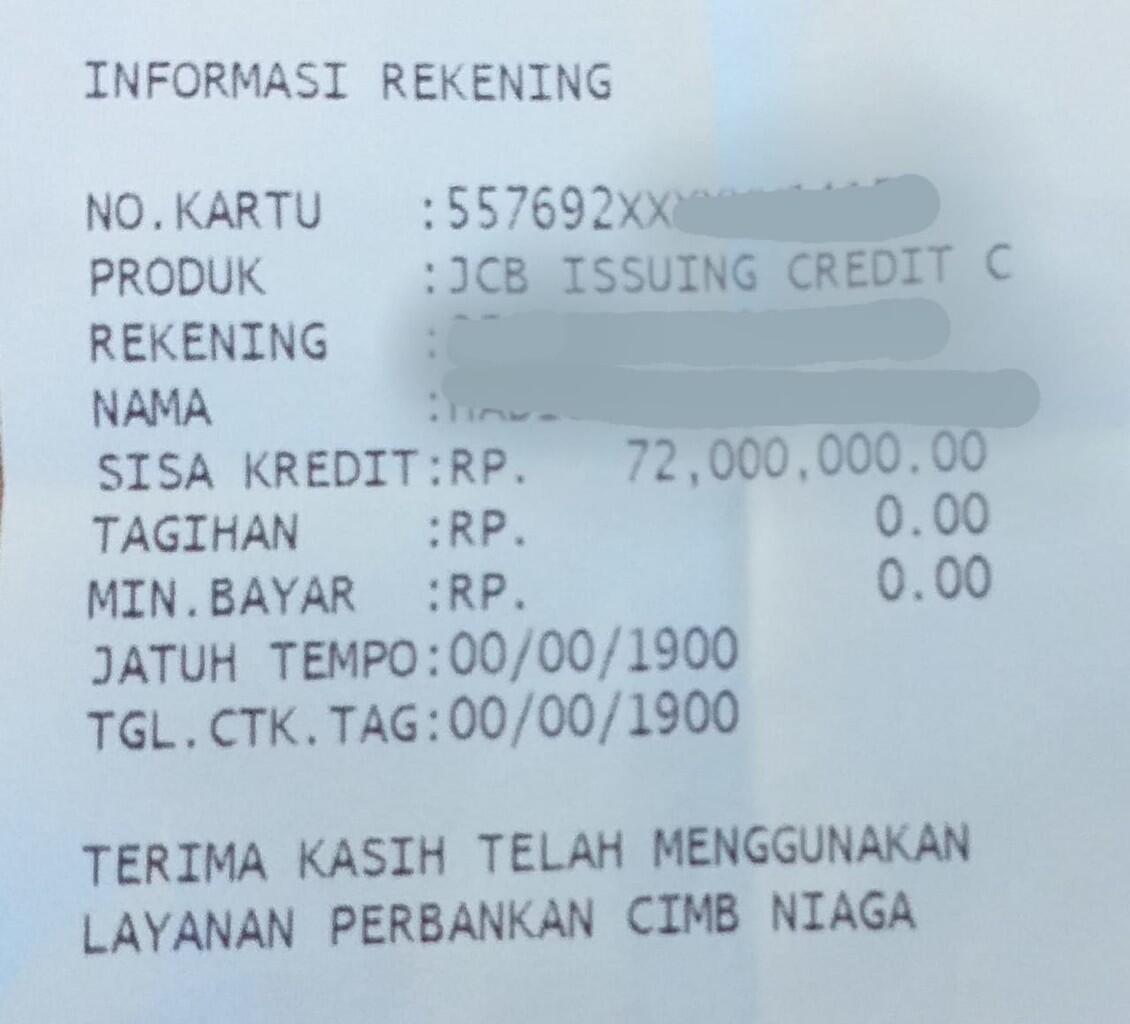 INFORMASI REKENING
NO.KARTU :557692XX
PRODUK :JCB ISSUING CREDIT C
REKENING :
NAMA :
SISA KREDIT:RP. 72,000,000.00
TAGIHAN :RP. 0.00
MIN.BAYAR :RP. 0.00
JATUH TEMPO:00/00/1900
TGL.CTK.TAG:00/00/1900
TERIMA KASIH TELAH MENGGUNAKAN
LAYANAN PERBANKAN CIMB NIAGA